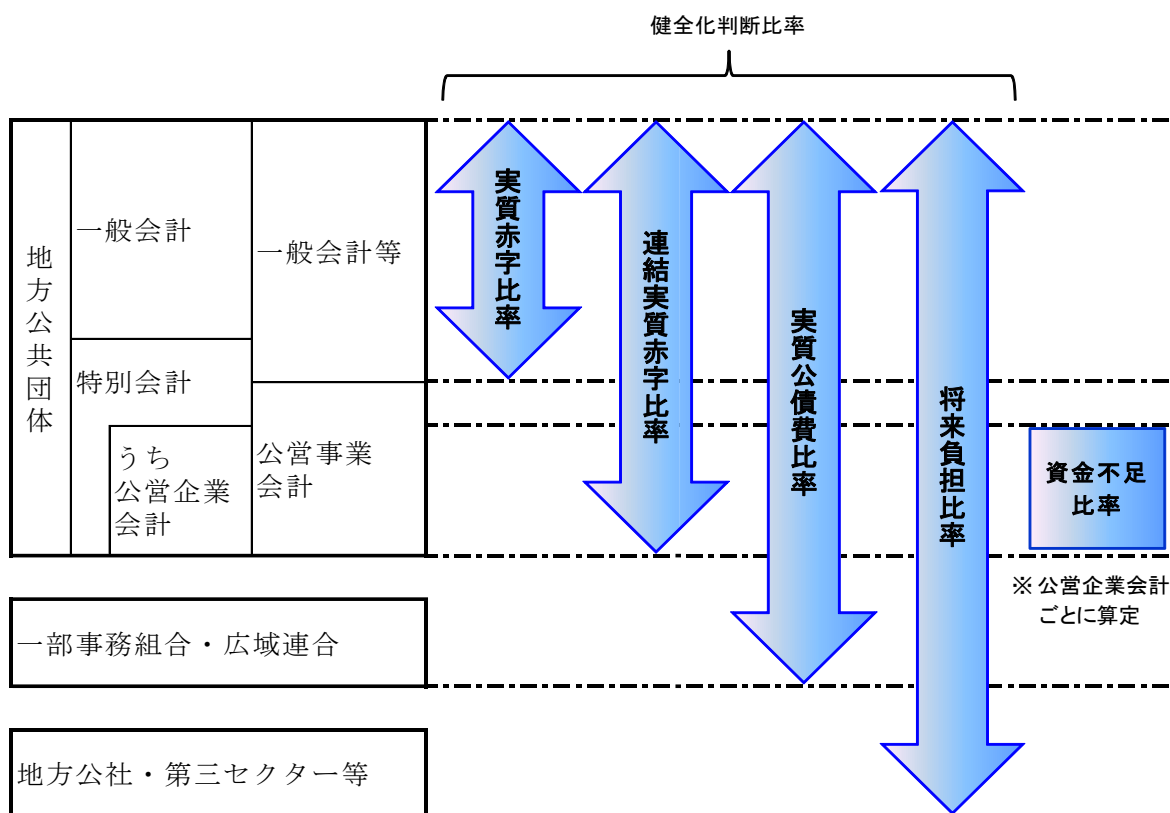 健全化判断比率
地方公共団体
一般会計
一般会計等
特別会計
うち
公営企業
会計
公営事業
会計
実質赤字比率
連結実質赤字比率
実質公債費比率
将来負担比率
資金不足
比率
※公営企業会計
ごとに算定
一部事務組合・広域連合
地方公社・第三セクター等